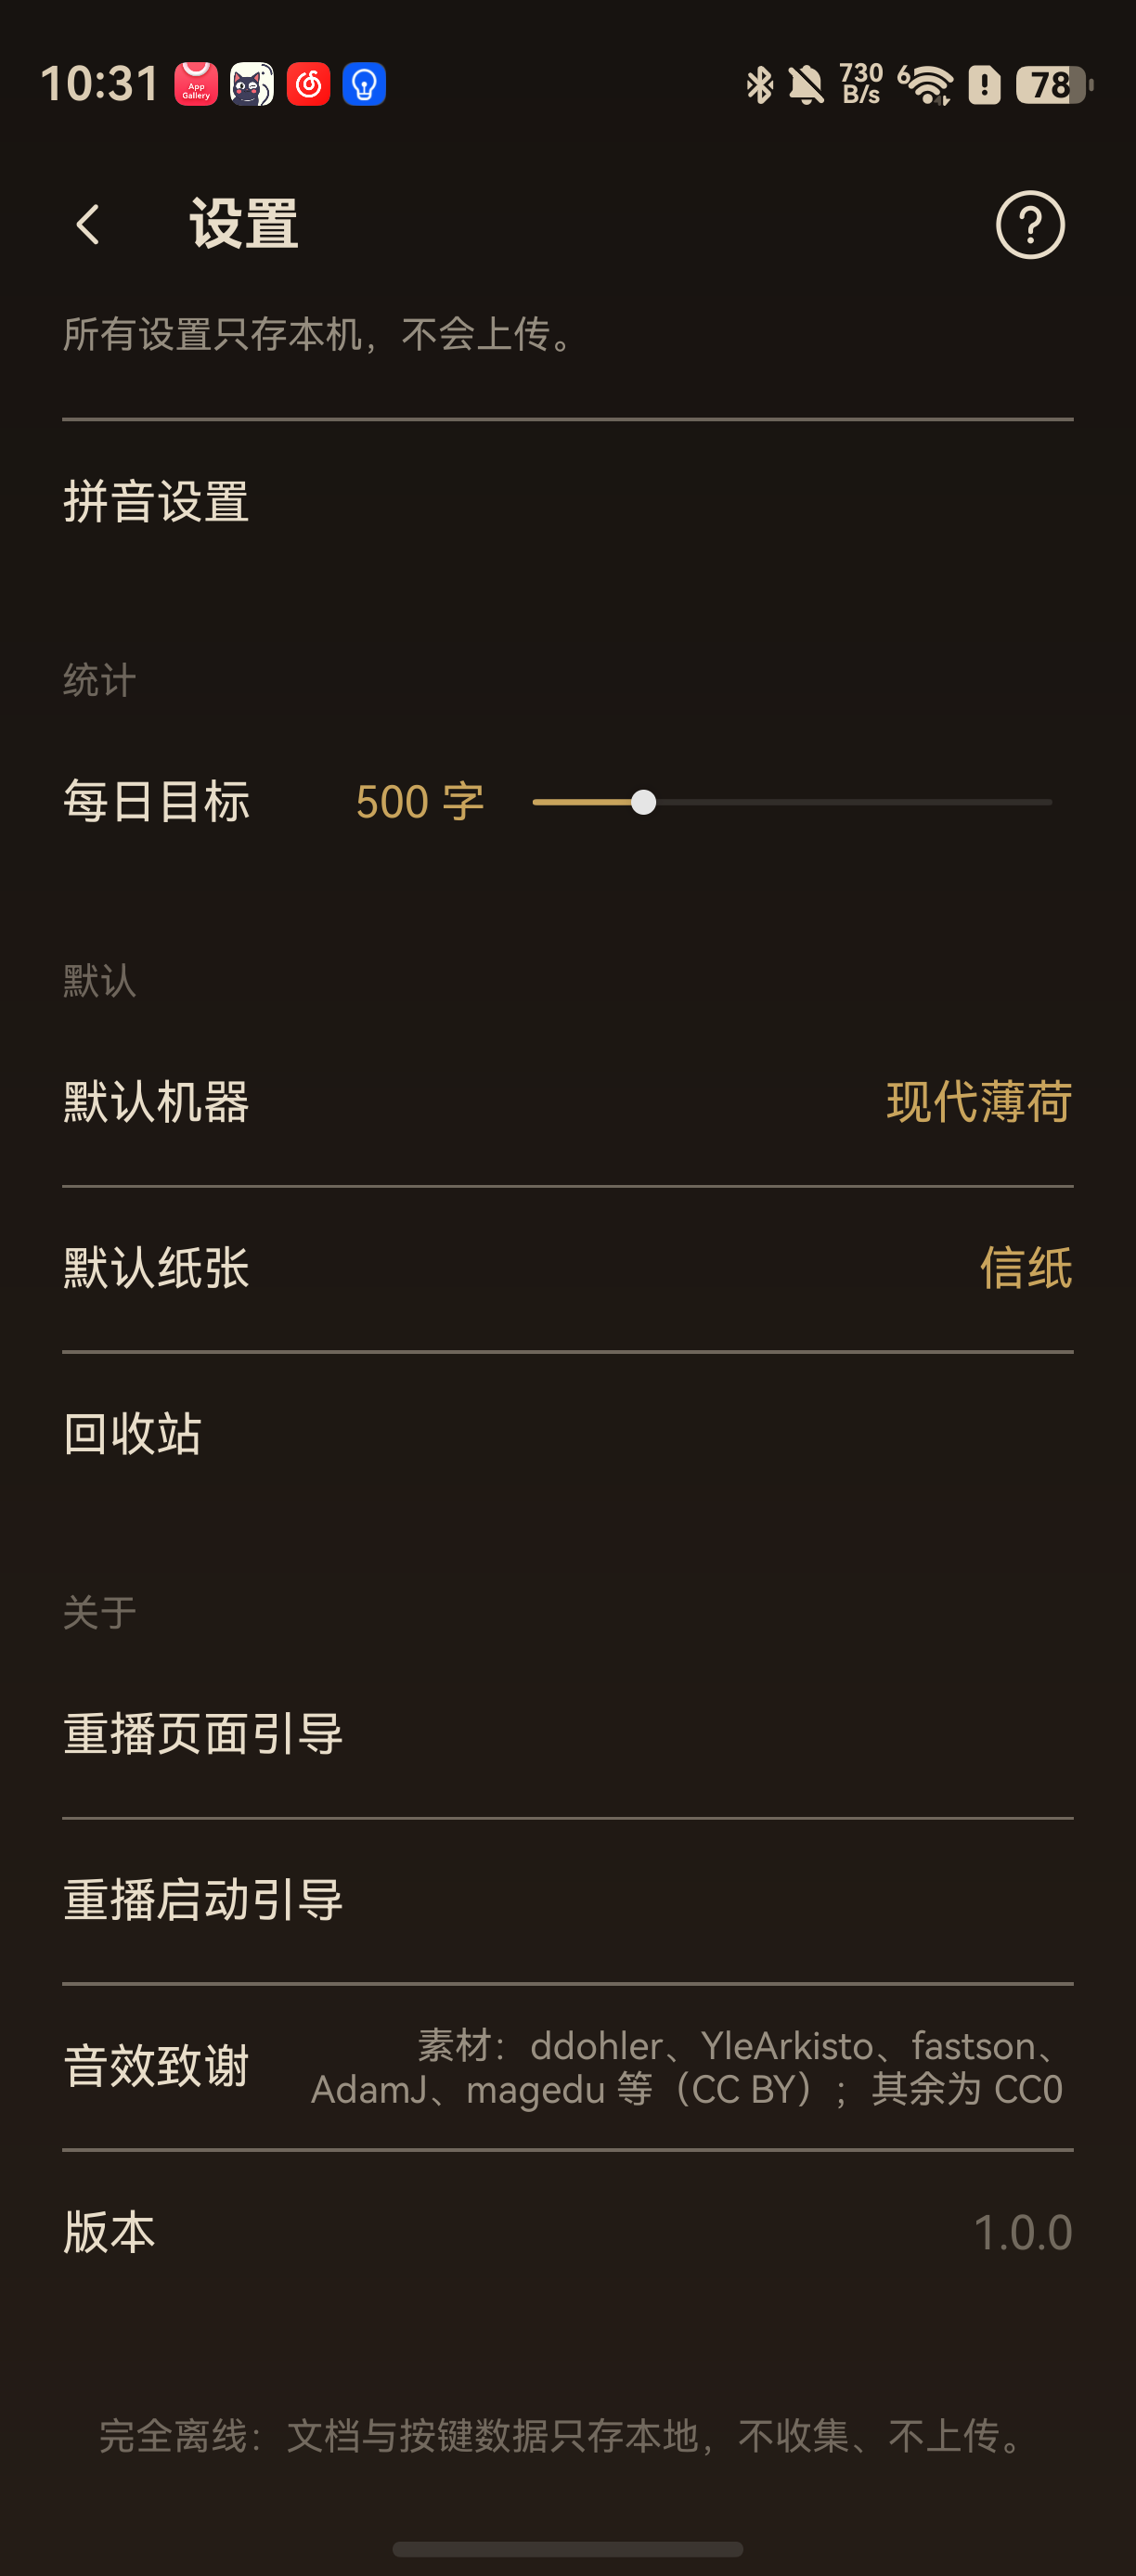 10:31 App Gallery 730 B/s 6 78
设置
所有设置只存本机，不会上传。
拼音设置
统计
每日目标 500 字
默认
默认机器 现代薄荷
默认纸张 信纸
回收站
关于
重播页面引导
重播启动引导
音效致谢 素材：ddohler、YleArkisto、fastson、
AdamJ、magedu 等（CC BY）；其余为 CC0
版本 1.0.0
完全离线：文档与按键数据只存本地，不收集、不上传。